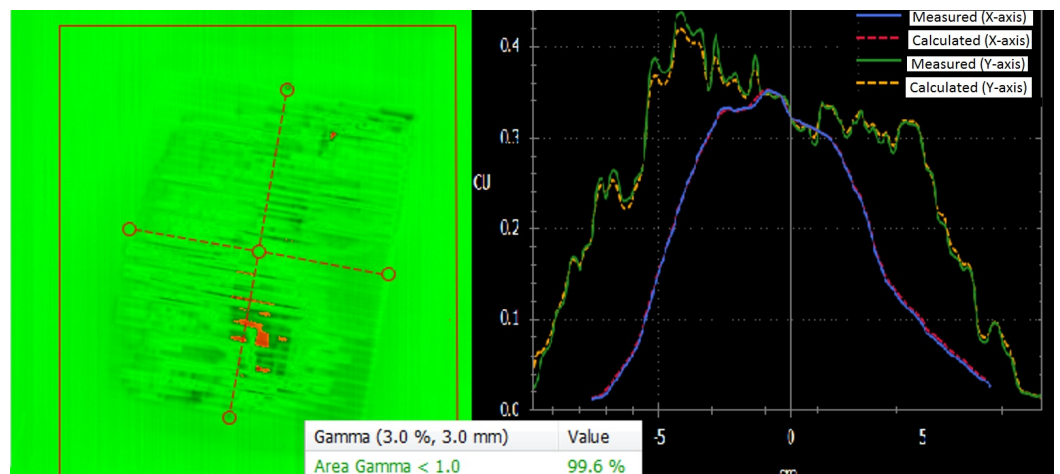 Measured (X-axis)
Calculated (X-axis)
Measured (Y-axis)
Calculated (Y-axis)
0.4
0.3
CU
0.2
0.1
0.0
-5
0
5
Gamma (3.0 %, 3.0 mm)
Value
Area Gamma < 1.0
99.6 %